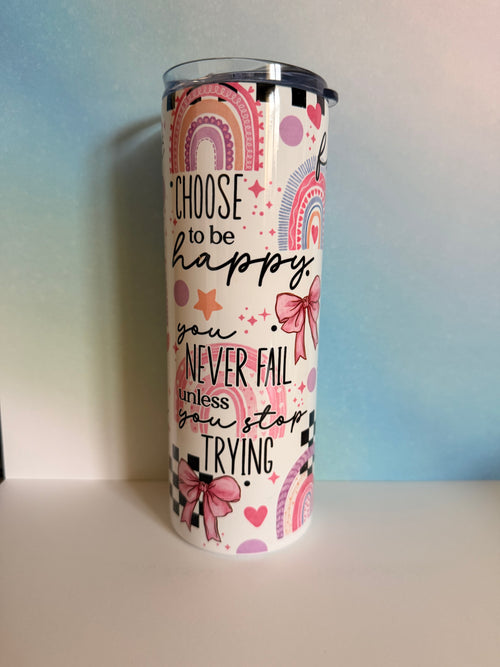 CHOOSE
to be
happy.
you
NEVER FAIL
unless
you stop
TRYING